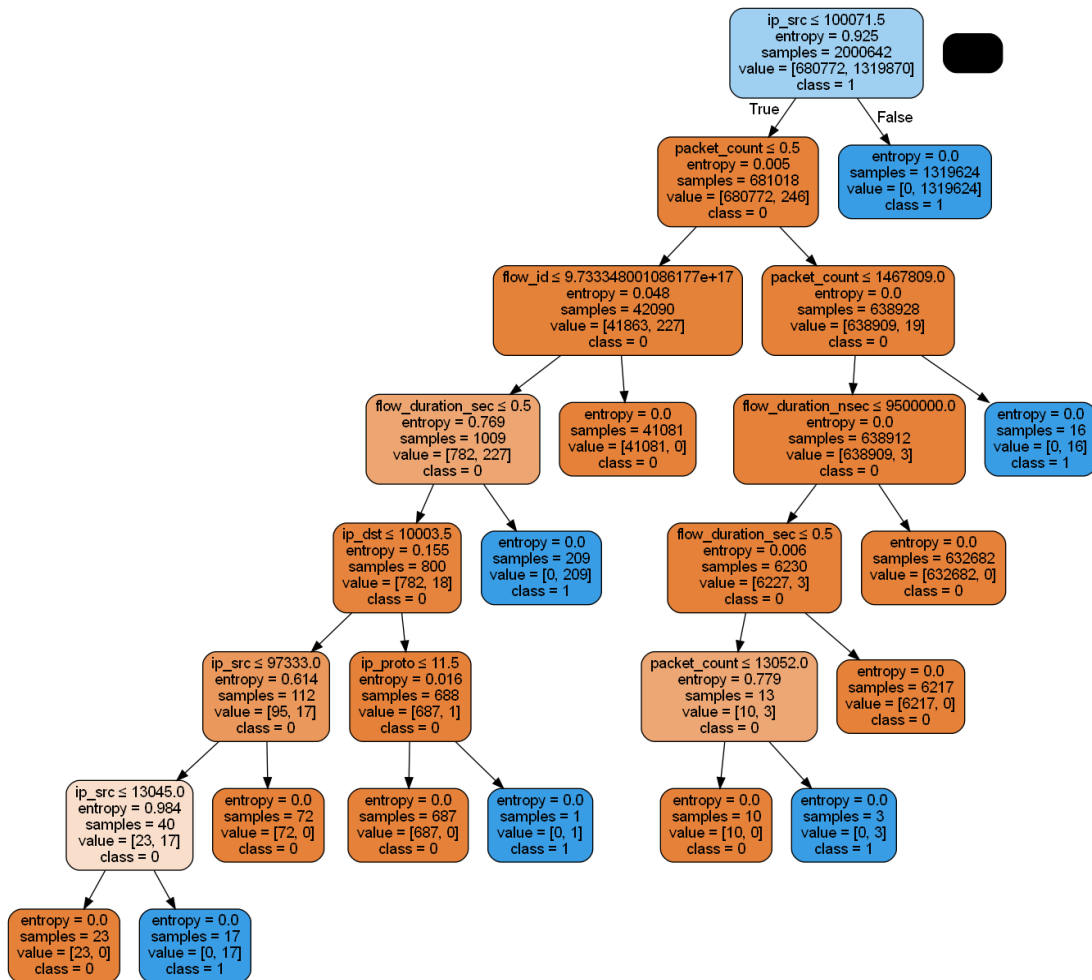 ip_src ≤ 100071.5
entropy = 0.925
samples = 2000642
value = [680772, 1319870]
class = 1
True
False
packet_count ≤ 0.5
entropy = 0.005
samples = 681018
value = [680772, 246]
class = 0
entropy = 0.0
samples = 1319624
value = [0, 1319624]
class = 1
flow_id ≤ 9.733348001086177e+17
entropy = 0.048
samples = 42090
value = [41863, 227]
class = 0
packet_count ≤ 1467809.0
entropy = 0.0
samples = 638928
value = [638909, 19]
class = 0
flow_duration_sec ≤ 0.5
entropy = 0.769
samples = 1009
value = [782, 227]
class = 0
entropy = 0.0
samples = 41081
value = [41081, 0]
class = 0
flow_duration_nsec ≤ 9500000.0
entropy = 0.0
samples = 638912
value = [638909, 3]
class = 0
entropy = 0.0
samples = 16
value = [0, 16]
class = 1
ip_dst ≤ 10003.5
entropy = 0.155
samples = 800
value = [782, 18]
class = 0
entropy = 0.0
samples = 209
value = [0, 209]
class = 1
flow_duration_sec ≤ 0.5
entropy = 0.006
samples = 6230
value = [6227, 3]
class = 0
entropy = 0.0
samples = 632682
value = [632682, 0]
class = 0
ip_src ≤ 97333.0
entropy = 0.614
samples = 112
value = [95, 17]
class = 0
ip_proto ≤ 11.5
entropy = 0.016
samples = 688
value = [687, 1]
class = 0
packet_count ≤ 13052.0
entropy = 0.779
samples = 13
value = [10, 3]
class = 0
entropy = 0.0
samples = 6217
value = [6217, 0]
class = 0
ip_src ≤ 13045.0
entropy = 0.984
samples = 40
value = [23, 17]
class = 0
entropy = 0.0
samples = 72
value = [72, 0]
class = 0
entropy = 0.0
samples = 687
value = [687, 0]
class = 0
entropy = 0.0
samples = 1
value = [0, 1]
class = 1
entropy = 0.0
samples = 10
value = [10, 0]
class = 0
entropy = 0.0
samples = 3
value = [0, 3]
class = 1
entropy = 0.0
samples = 23
value = [23, 0]
class = 0
entropy = 0.0
samples = 17
value = [0, 17]
class = 1